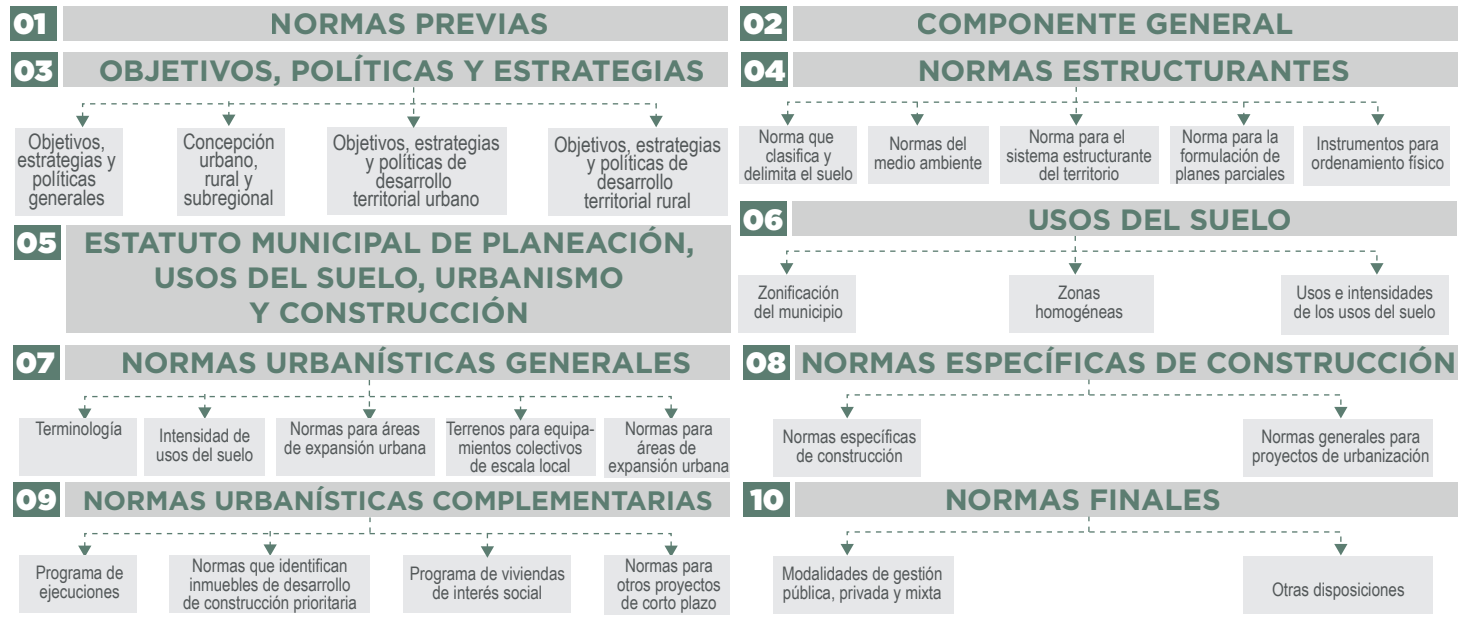 01 NORMAS PREVIAS
02 COMPONENTE GENERAL
03 OBJETIVOS, POLÍTICAS Y ESTRATEGIAS
Objetivos,
estrategias y
políticas
generales
Concepción
urbano,
rural y
subregional
Objetivos, estrategias
y políticas de
desarrollo
territorial urbano
Objetivos, estrategias
y políticas de
desarrollo
territorial rural
04 NORMAS ESTRUCTURANTES
Norma que
clasifica y
delimita el suelo
Normas del
medio ambiente
Norma para el
sistema estructurante
del territorio
Norma para la
formulación de
planes parciales
Instrumentos para
ordenamiento físico
05 ESTATUTO MUNICIPAL DE PLANEACIÓN,
USOS DEL SUELO, URBANISMO
Y CONSTRUCCIÓN
06 USOS DEL SUELO
Zonificación
del municipio
Zonas
homogéneas
Usos e intensidades
de los usos del suelo
07 NORMAS URBANÍSTICAS GENERALES
Terminología
Intensidad de
usos del suelo
Normas para áreas
de expansión urbana
Terrenos para equipa-
mientos colectivos
de escala local
Normas para
áreas de
expansión urbana
08 NORMAS ESPECÍFICAS DE CONSTRUCCIÓN
Normas específicas
de construcción
Normas generales para
proyectos de urbanización
09 NORMAS URBANÍSTICAS COMPLEMENTARIAS
Programa de
ejecuciones
Normas que identifican
inmuebles de desarrollo
de construcción prioritaria
Programa de viviendas
de interés social
Normas para
otros proyectos
de corto plazo
10 NORMAS FINALES
Modalidades de gestión
pública, privada y mixta
Otras disposiciones